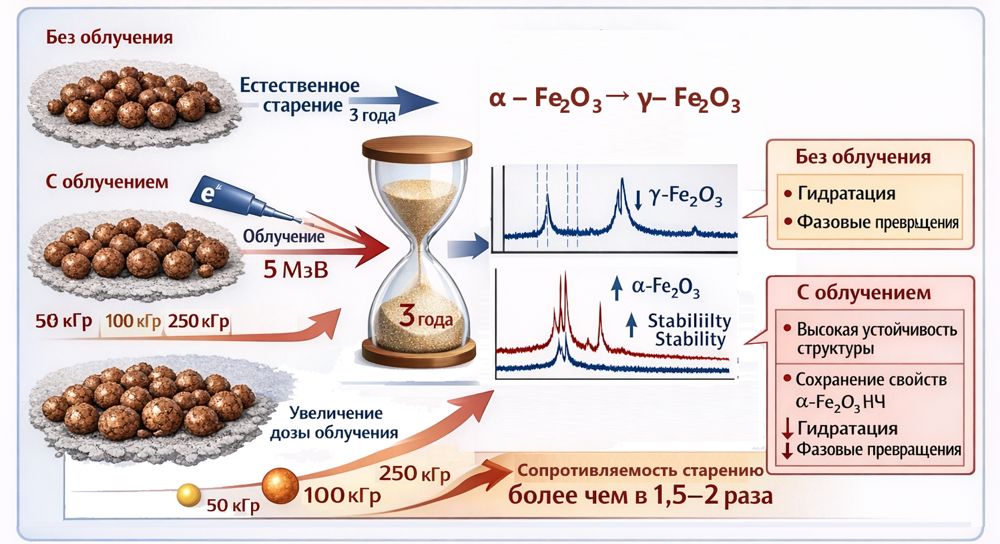 Без облучения
Естественное
старение
3 года
α – Fe₂O₃ → γ– Fe₂O₃
С облучением
e"
Облучение
5 МзВ
50 кГр 100 кГр 250 кГр
3 года
↓ γ-Fe₂O₃
↑ α-Fe₂O₃
↑ Stabiliilty
Stability
Без облучения
• Гидратация
• Фазовые преврщения
С облучением
• Высокая устойчивость
структуры
• Сохранение свойств
α-Fe₂O₃ НЧ
↓ Гидратация
↓ Фазовые превращения
Увеличение
дозы облучения
50 кГр
100 кГр
250 кГр
Сопротивляемость старению
более чем в 1,5–2 раза